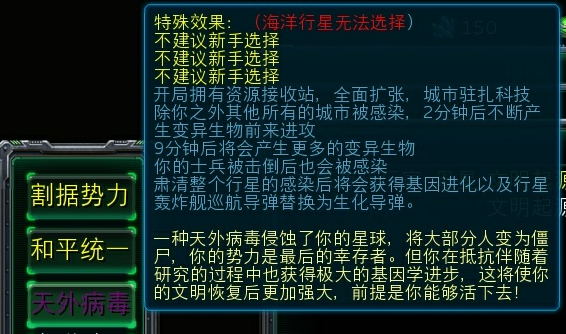 特殊效果：（海洋行星无法选择）
不建议新手选择
不建议新手选择
不建议新手选择
开局拥有资源接收站，全面扩张，城市驻扎科技
除你之外其他所有的城市被感染，2分钟后不断产
生变异生物前来进攻
9分钟后将会产生更多的变异生物
你的士兵被击倒后也会被感染
肃清整个行星的感染后将会获得基因进化以及行星
轰炸舰巡航导弹替换为生化导弹。
一种天外病毒侵蚀了你的星球，将大部分人变为僵
尸，你的势力是最后的幸存者。但你在抵抗伴随着
研究的过程中也获得极大的基因学进步，这将使你
的文明恢复后更加强大，前提是你能够活下去！
150
割据势力
和平统一
天外病毒